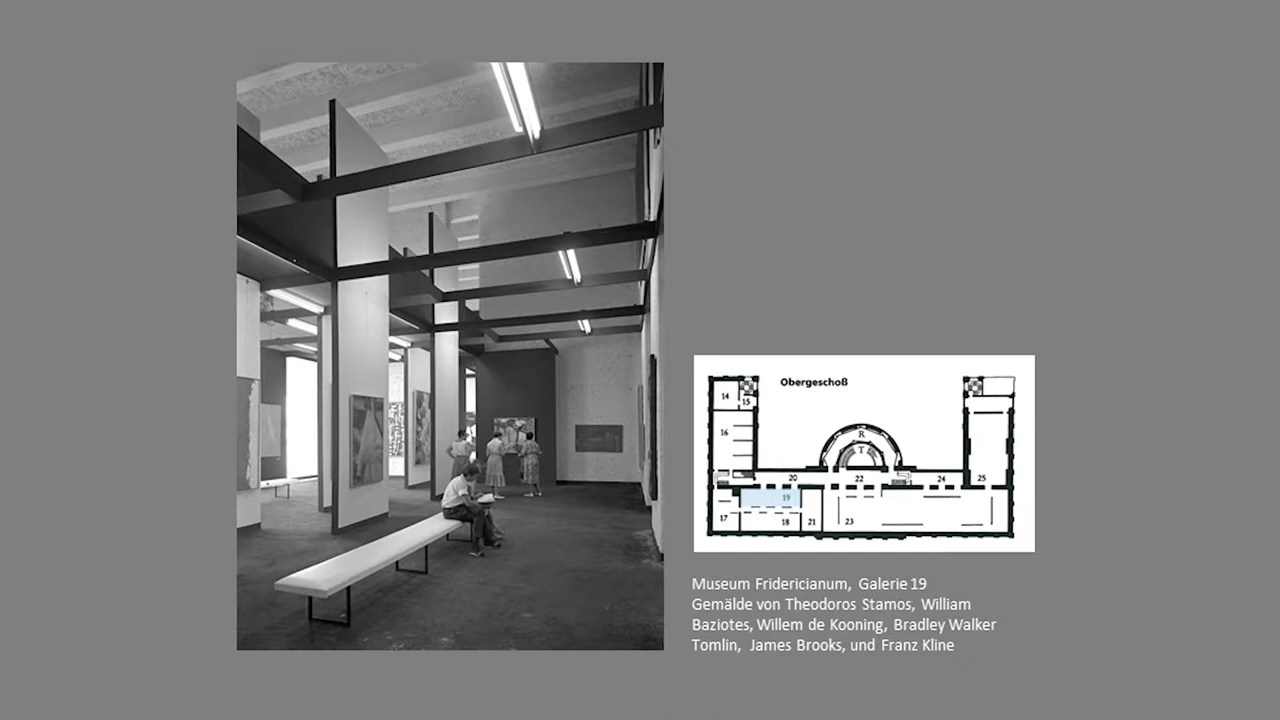 Obergeschoß
14
15
16
R
T
20
22
24
25
19
17
18
21
23
Museum Fridericianum, Galerie 19
Gemälde von Theodoros Stamos, William
Baziotes, Willem de Kooning, Bradley Walker
Tomlin, James Brooks, und Franz Kline